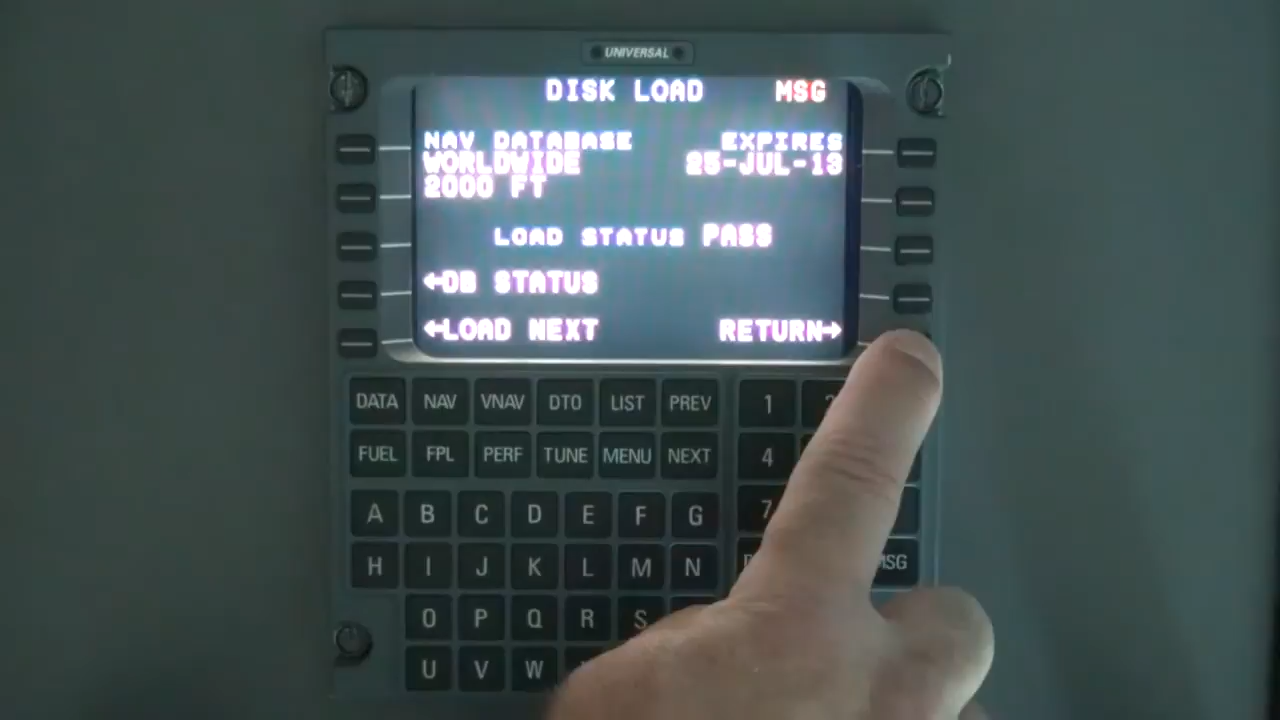 UNIVERSAL
DISK LOAD MSG
NAV DATABASE EXPIRES
WORLDWIDE 25-JUL-13
2000 FT
LOAD STATUS PASS
←DB STATUS
←LOAD NEXT RETURN→
DATA NAV VNAV DTO LIST PREV 1
FUEL FPL PERF TUNE MENU NEXT 4
A B C D E F G 7
H I J K L M N MSG
O P Q R S
U V W